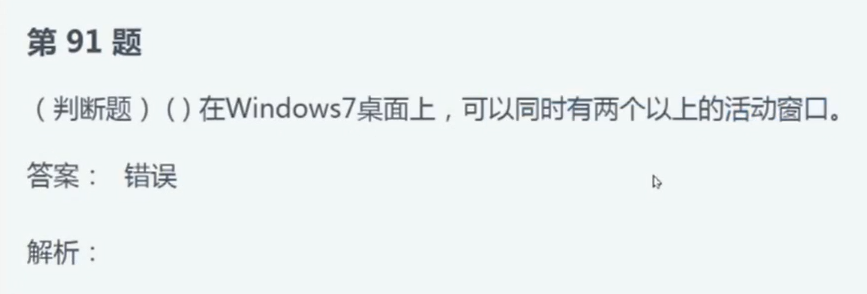 第 91 题
（判断题）( ) 在Windows7桌面上，可以同时有两个以上的活动窗口。
答案： 错误
解析：